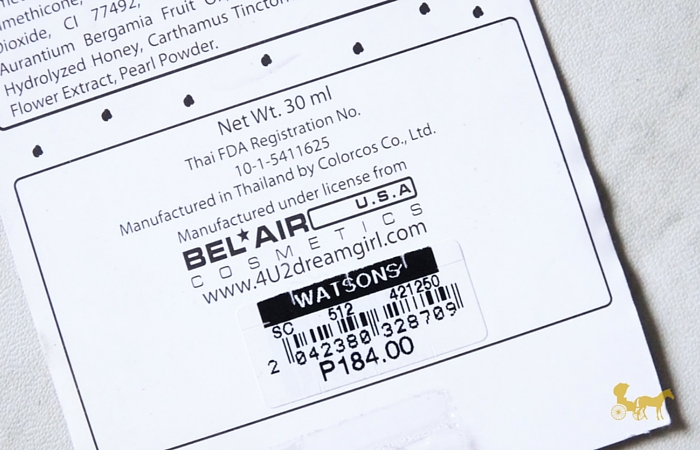 Dioxide, CI 77492,
Aurantium Bergamia Fruit
Hydrolyzed Honey, Carthamus Tinctor
Flower Extract, Pearl Powder.
Net Wt. 30 ml
Thai FDA Registration No.
10-1-5411625
Manufactured in Thailand by Colorcos Co., Ltd.
Manufactured under license from
BEL★AIR U.S.A
COSMETICS
www.4U2dreamgirl.com
WATSONS
SC 512 421250
2 042380 328709
P184.00